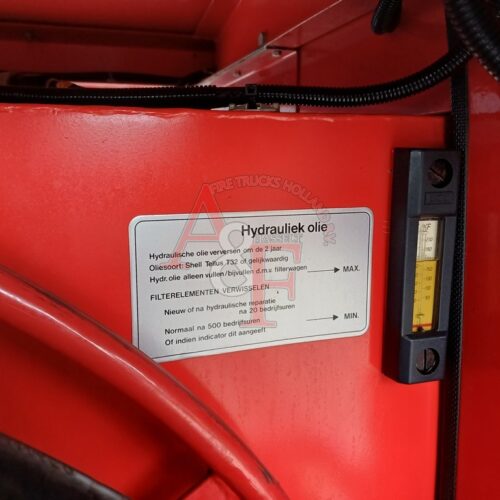 Hydrauliek olie
Hydraulische olie verversen om de 2 jaar.
Oliesoort: Shell Tellus T32 of gelijkwaardig
Hydr. olie alleen vullen/bijvullen d.m.v. filterwagen → MAX.
FILTERELEMENTEN VERWISSELEN
Nieuw of na hydraulische reparatie
na 20 bedrijfsuren → MIN.
Normaal na 500 bedrijfsuren
Of indien indicator dit aangeeft
FIRE TRUCKS HOLLAND
A&F